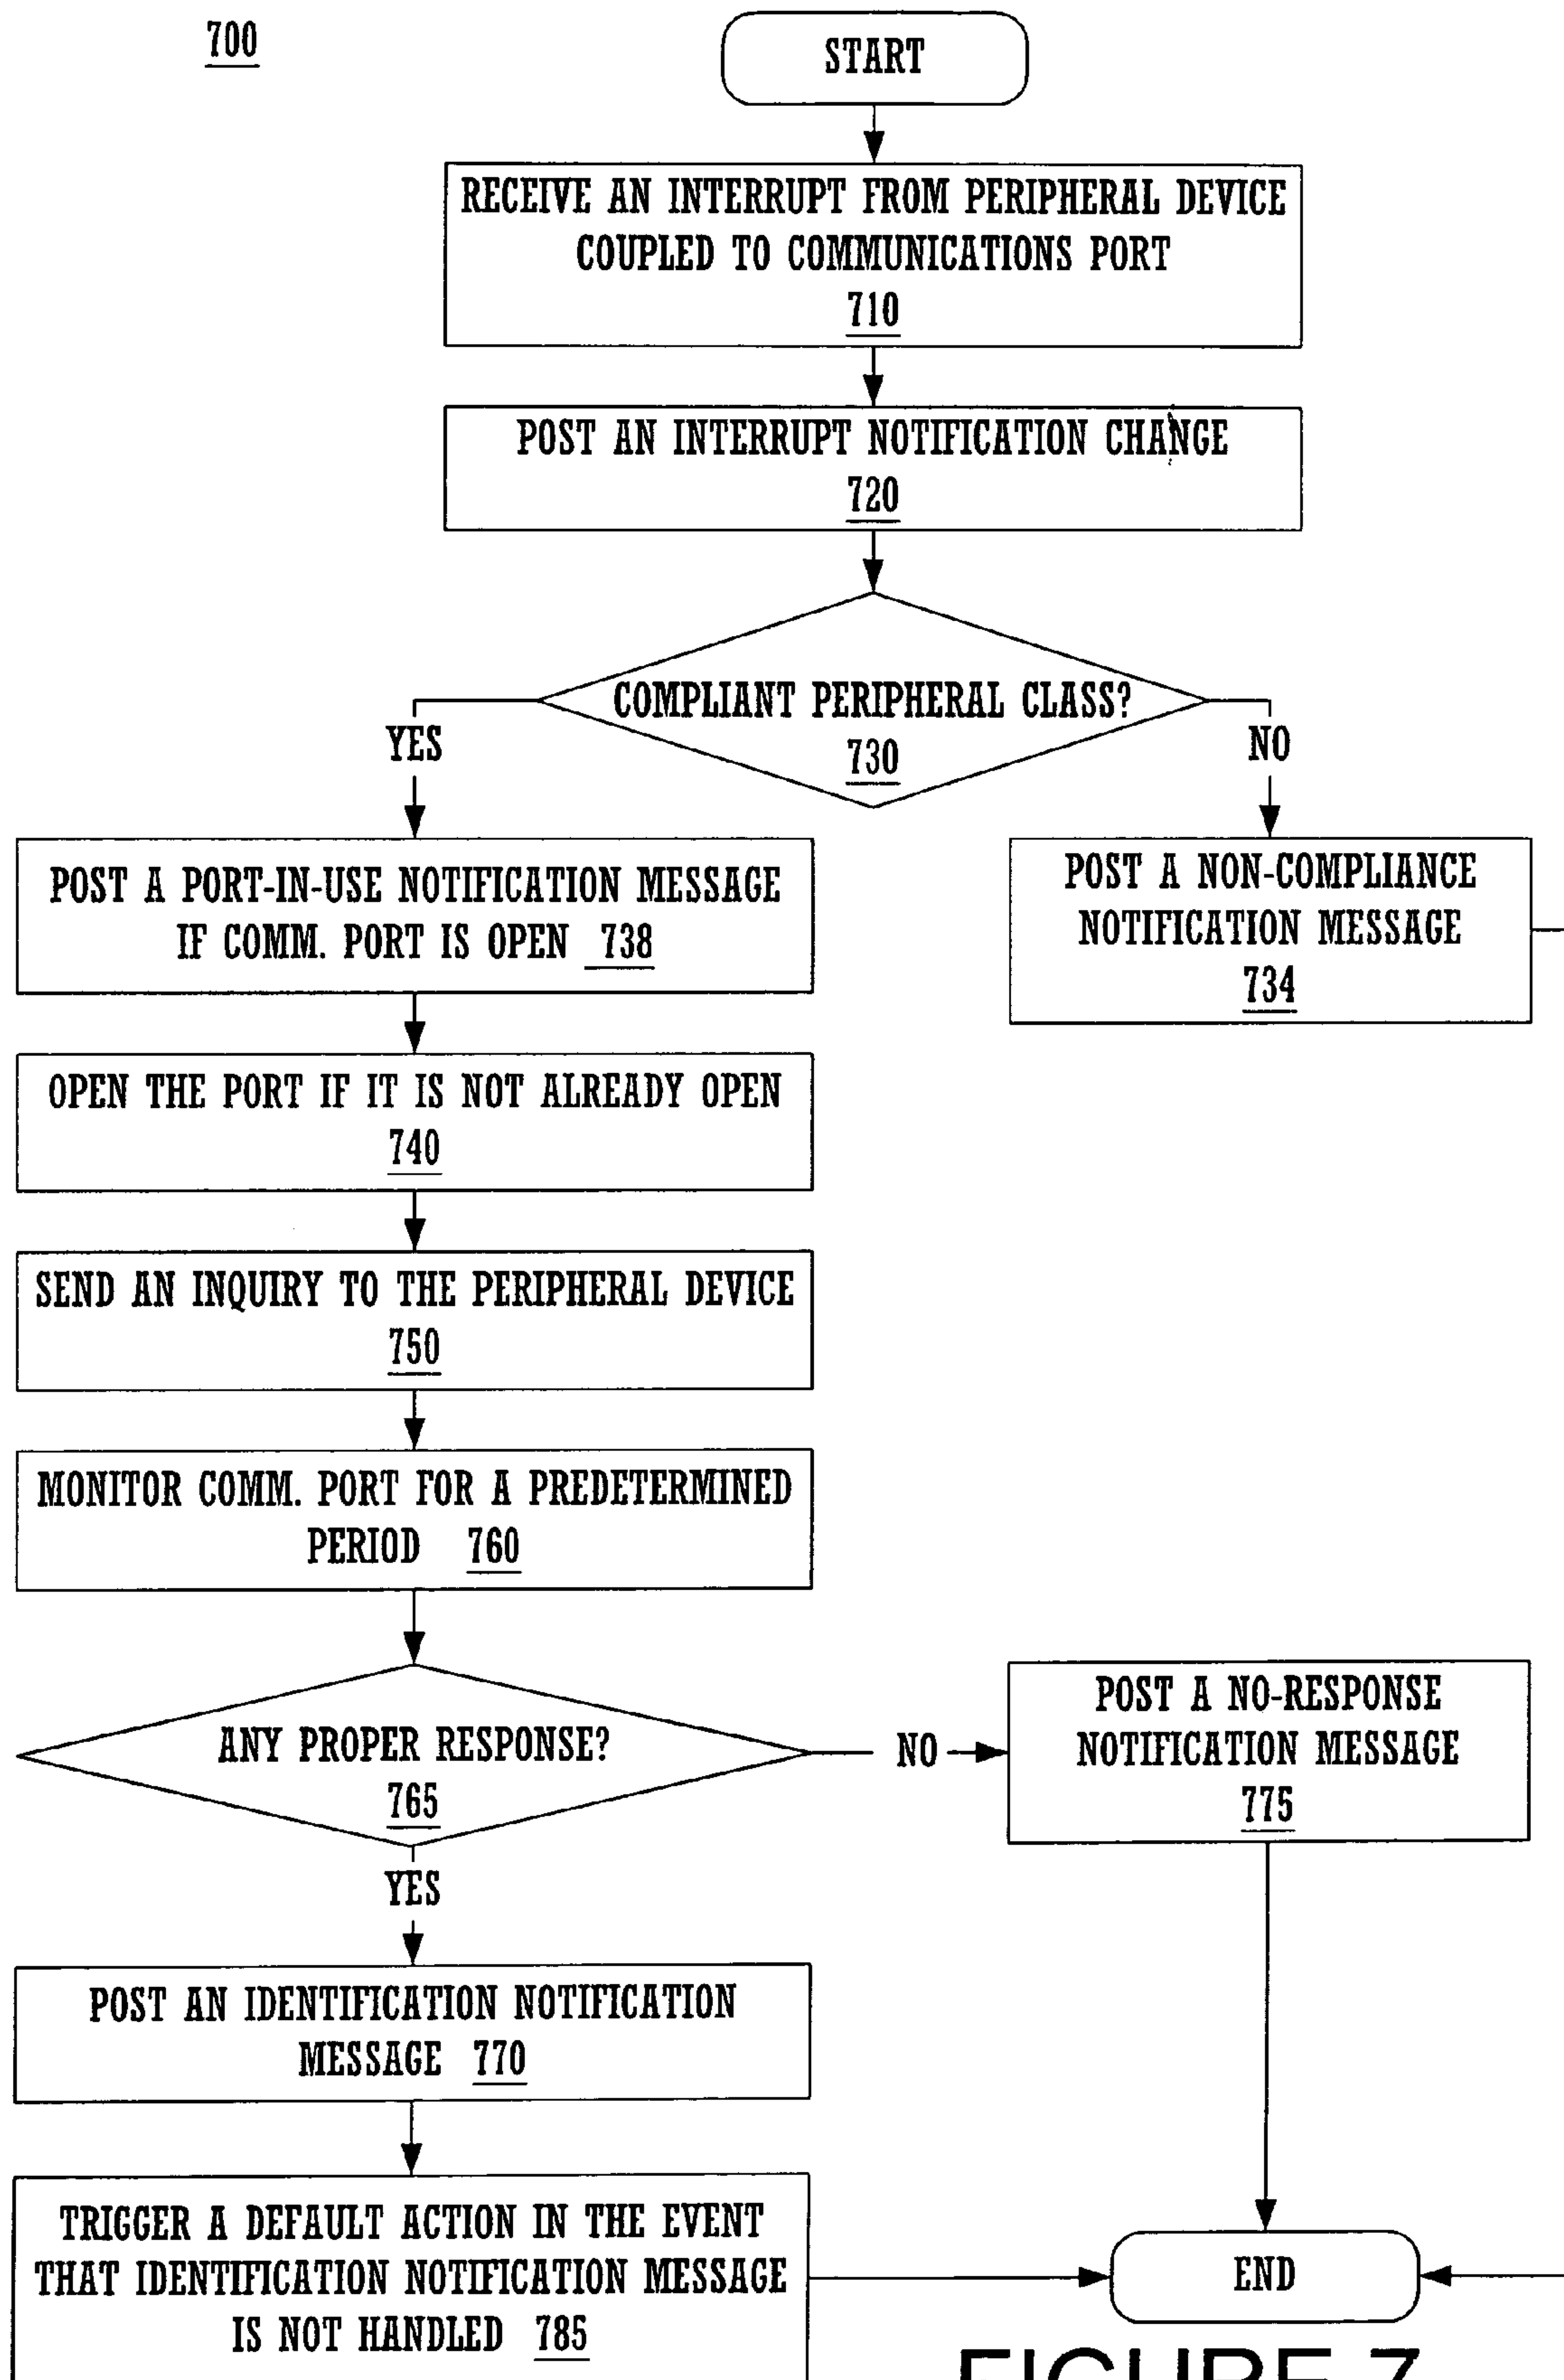 700
START
RECEIVE AN INTERRUPT FROM PERIPHERAL DEVICE
COUPLED TO COMMUNICATIONS PORT
710
POST AN INTERRUPT NOTIFICATION CHANGE
720
COMPLIANT PERIPHERAL CLASS?
730
YES
NO
POST A PORT-IN-USE NOTIFICATION MESSAGE
IF COMM. PORT IS OPEN 738
POST A NON-COMPLIANCE
NOTIFICATION MESSAGE
734
OPEN THE PORT IF IT IS NOT ALREADY OPEN
740
SEND AN INQUIRY TO THE PERIPHERAL DEVICE
750
MONITOR COMM. PORT FOR A PREDETERMINED
PERIOD 760
ANY PROPER RESPONSE?
765
NO
POST A NO-RESPONSE
NOTIFICATION MESSAGE
775
YES
POST AN IDENTIFICATION NOTIFICATION
MESSAGE 770
TRIGGER A DEFAULT ACTION IN THE EVENT
THAT IDENTIFICATION NOTIFICATION MESSAGE
IS NOT HANDLED 785
END
FIGURE 7